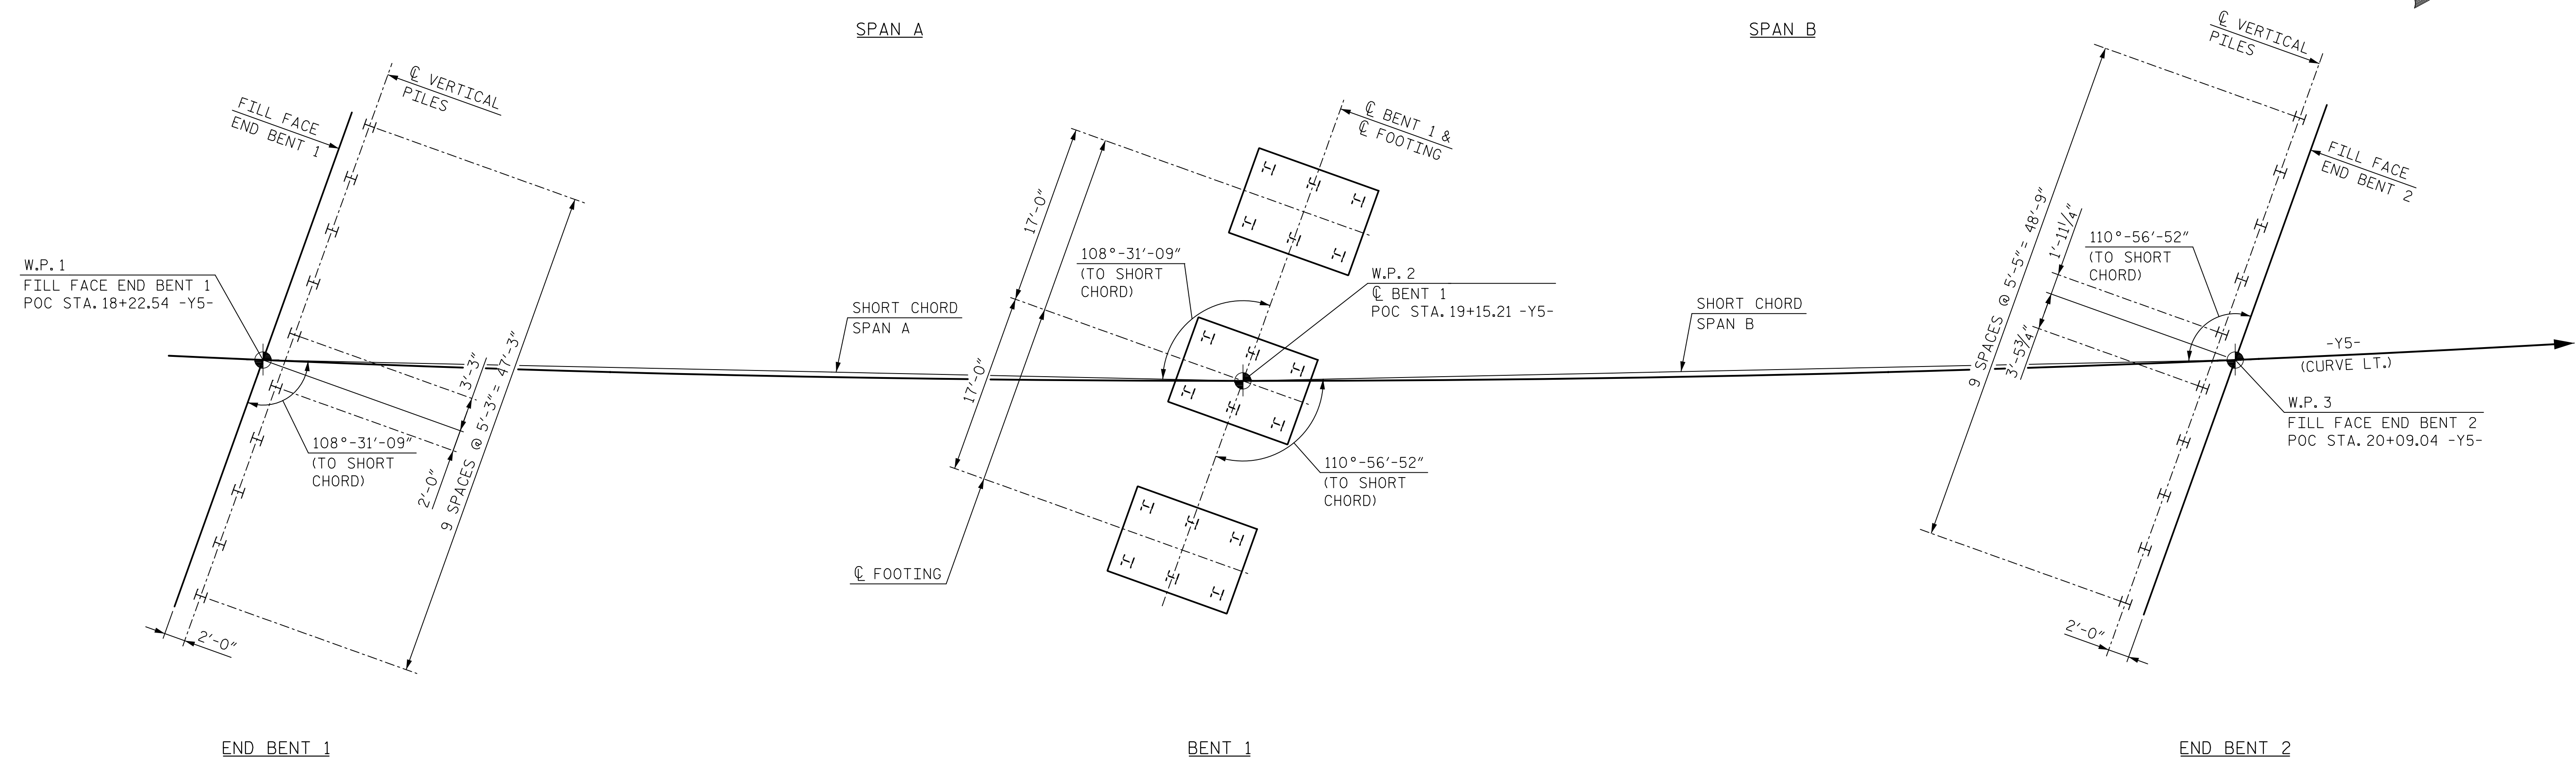 SPAN A
SPAN B
℄ VERTICAL
PILES
FILL FACE
END BENT 1
W.P. 1
FILL FACE END BENT 1
POC STA. 18+22.54 -Y5-
108°-31′-09″
(TO SHORT
CHORD)
3′-3″
2′-0″
9 SPACES @ 5′-3″= 47′-3″
2′-0″
SHORT CHORD
SPAN A
17′-0″
17′-0″
℄ FOOTING
108°-31′-09″
(TO SHORT
CHORD)
℄ BENT 1 &
℄ FOOTING
W.P. 2
℄ BENT 1
POC STA. 19+15.21 -Y5-
110°-56′-52″
(TO SHORT
CHORD)
SHORT CHORD
SPAN B
℄ VERTICAL
PILES
FILL FACE
END BENT 2
9 SPACES @ 5′-5″= 48′-9″
1′-11 1/4″
3′-5 3/4″
110°-56′-52″
(TO SHORT
CHORD)
-Y5-
(CURVE LT.)
W.P. 3
FILL FACE END BENT 2
POC STA. 20+09.04 -Y5-
2′-0″
END BENT 1
BENT 1
END BENT 2